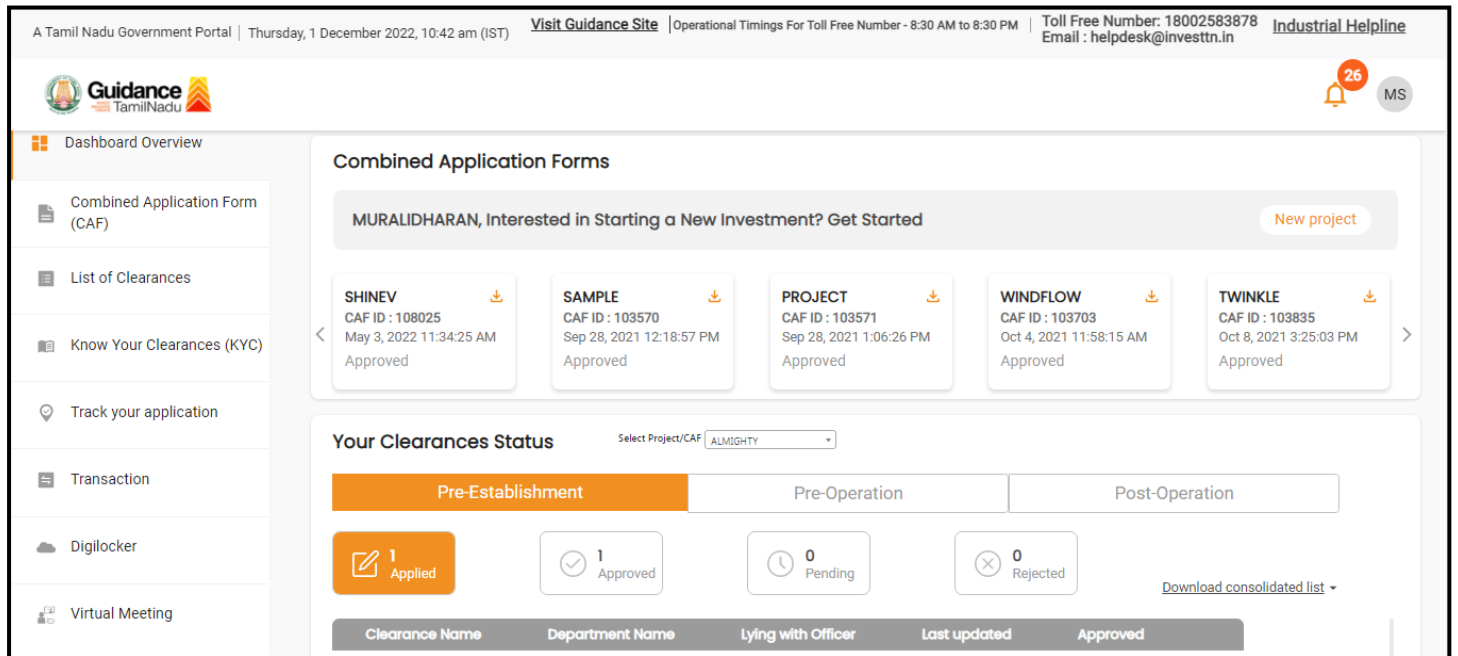 A Tamil Nadu Government Portal | Thursday, 1 December 2022, 10:42 am (IST)
Visit Guidance Site | Operational Timings For Toll Free Number - 8:30 AM to 8:30 PM |
Toll Free Number: 18002583878
Email : helpdesk@investtn.in
Industrial Helpline
Guidance
TamilNadu
26
MS
Dashboard Overview
Combined Application Form
(CAF)
List of Clearances
Know Your Clearances (KYC)
Track your application
Transaction
Digilocker
Virtual Meeting
Combined Application Forms
MURALIDHARAN, Interested in Starting a New Investment? Get Started
New project
SHINEV
CAF ID : 108025
May 3, 2022 11:34:25 AM
Approved
SAMPLE
CAF ID : 103570
Sep 28, 2021 12:18:57 PM
Approved
PROJECT
CAF ID : 103571
Sep 28, 2021 1:06:26 PM
Approved
WINDFLOW
CAF ID : 103703
Oct 4, 2021 11:58:15 AM
Approved
TWINKLE
CAF ID : 103835
Oct 8, 2021 3:25:03 PM
Approved
Your Clearances Status
Select Project/CAF ALMIGHTY
Pre-Establishment Pre-Operation Post-Operation
1
Applied
1
Approved
0
Pending
0
Rejected
Download consolidated list
Clearance Name Department Name Lying with Officer Last updated Approved